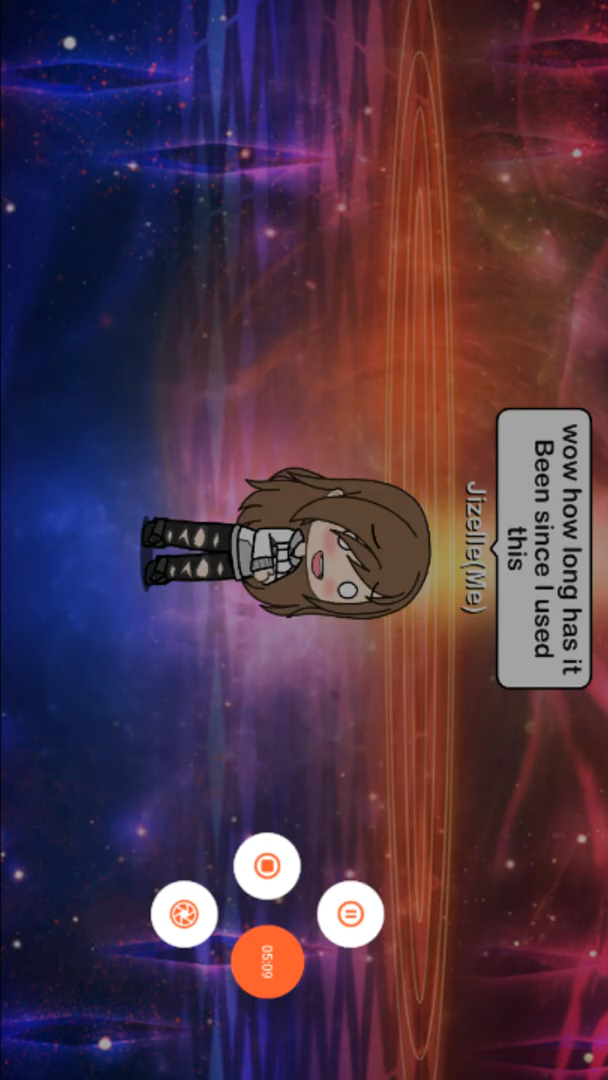 wow how long has it
Been since I used
this
Jizelle(Me)
05:09